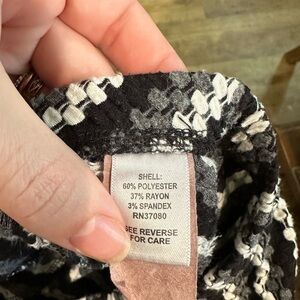 SHELL:
60% POLYESTER
37% RAYON
3% SPANDEX
RN37080
SEE REVERSE
FOR CARE